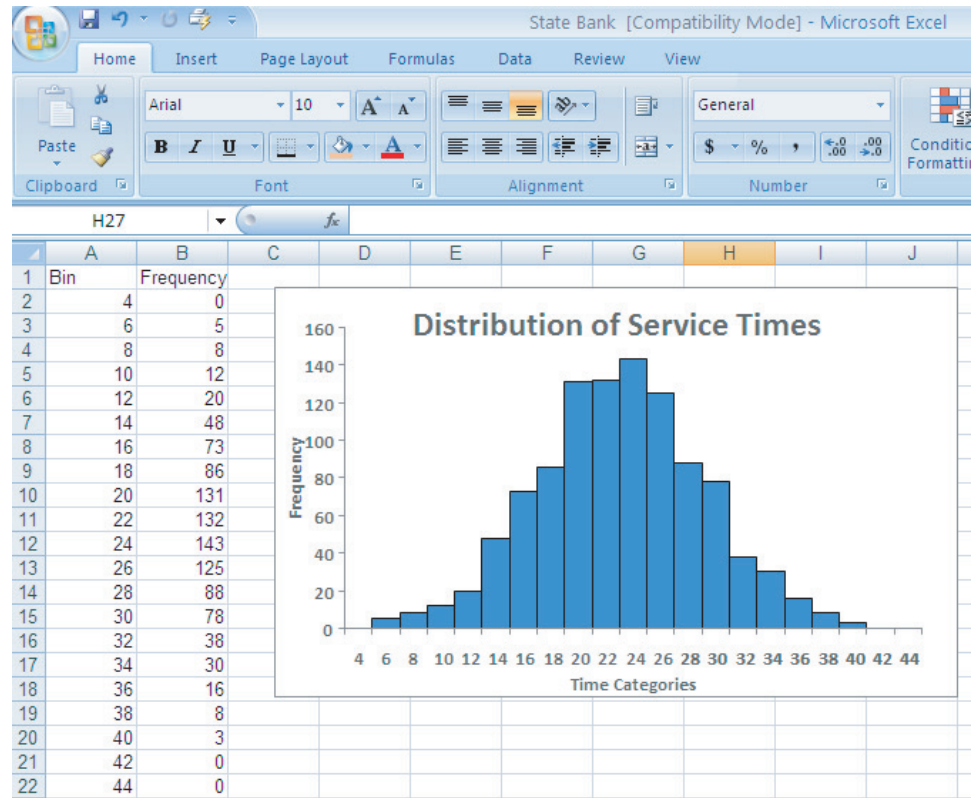 State Bank [Compatibility Mode] - Microsoft Excel
Home Insert Page Layout Formulas Data Review View
Arial 10 A A General
Paste B I U A a $ % , .0 .00 .00 .0
Conditio
Formattin
Clipboard Font Alignment Number
H27 fx
A B C D E F G H I J
1 Bin Frequency
2 4 0
3 6 5
4 8 8
5 10 12
6 12 20
7 14 48
8 16 73
9 18 86
10 20 131
11 22 132
12 24 143
13 26 125
14 28 88
15 30 78
16 32 38
17 34 30
18 36 16
19 38 8
20 40 3
21 42 0
22 44 0
Distribution of Service Times
160
140
120
100
80
60
40
20
0
Frequency
4 6 8 10 12 14 16 18 20 22 24 26 28 30 32 34 36 38 40 42 44
Time Categories